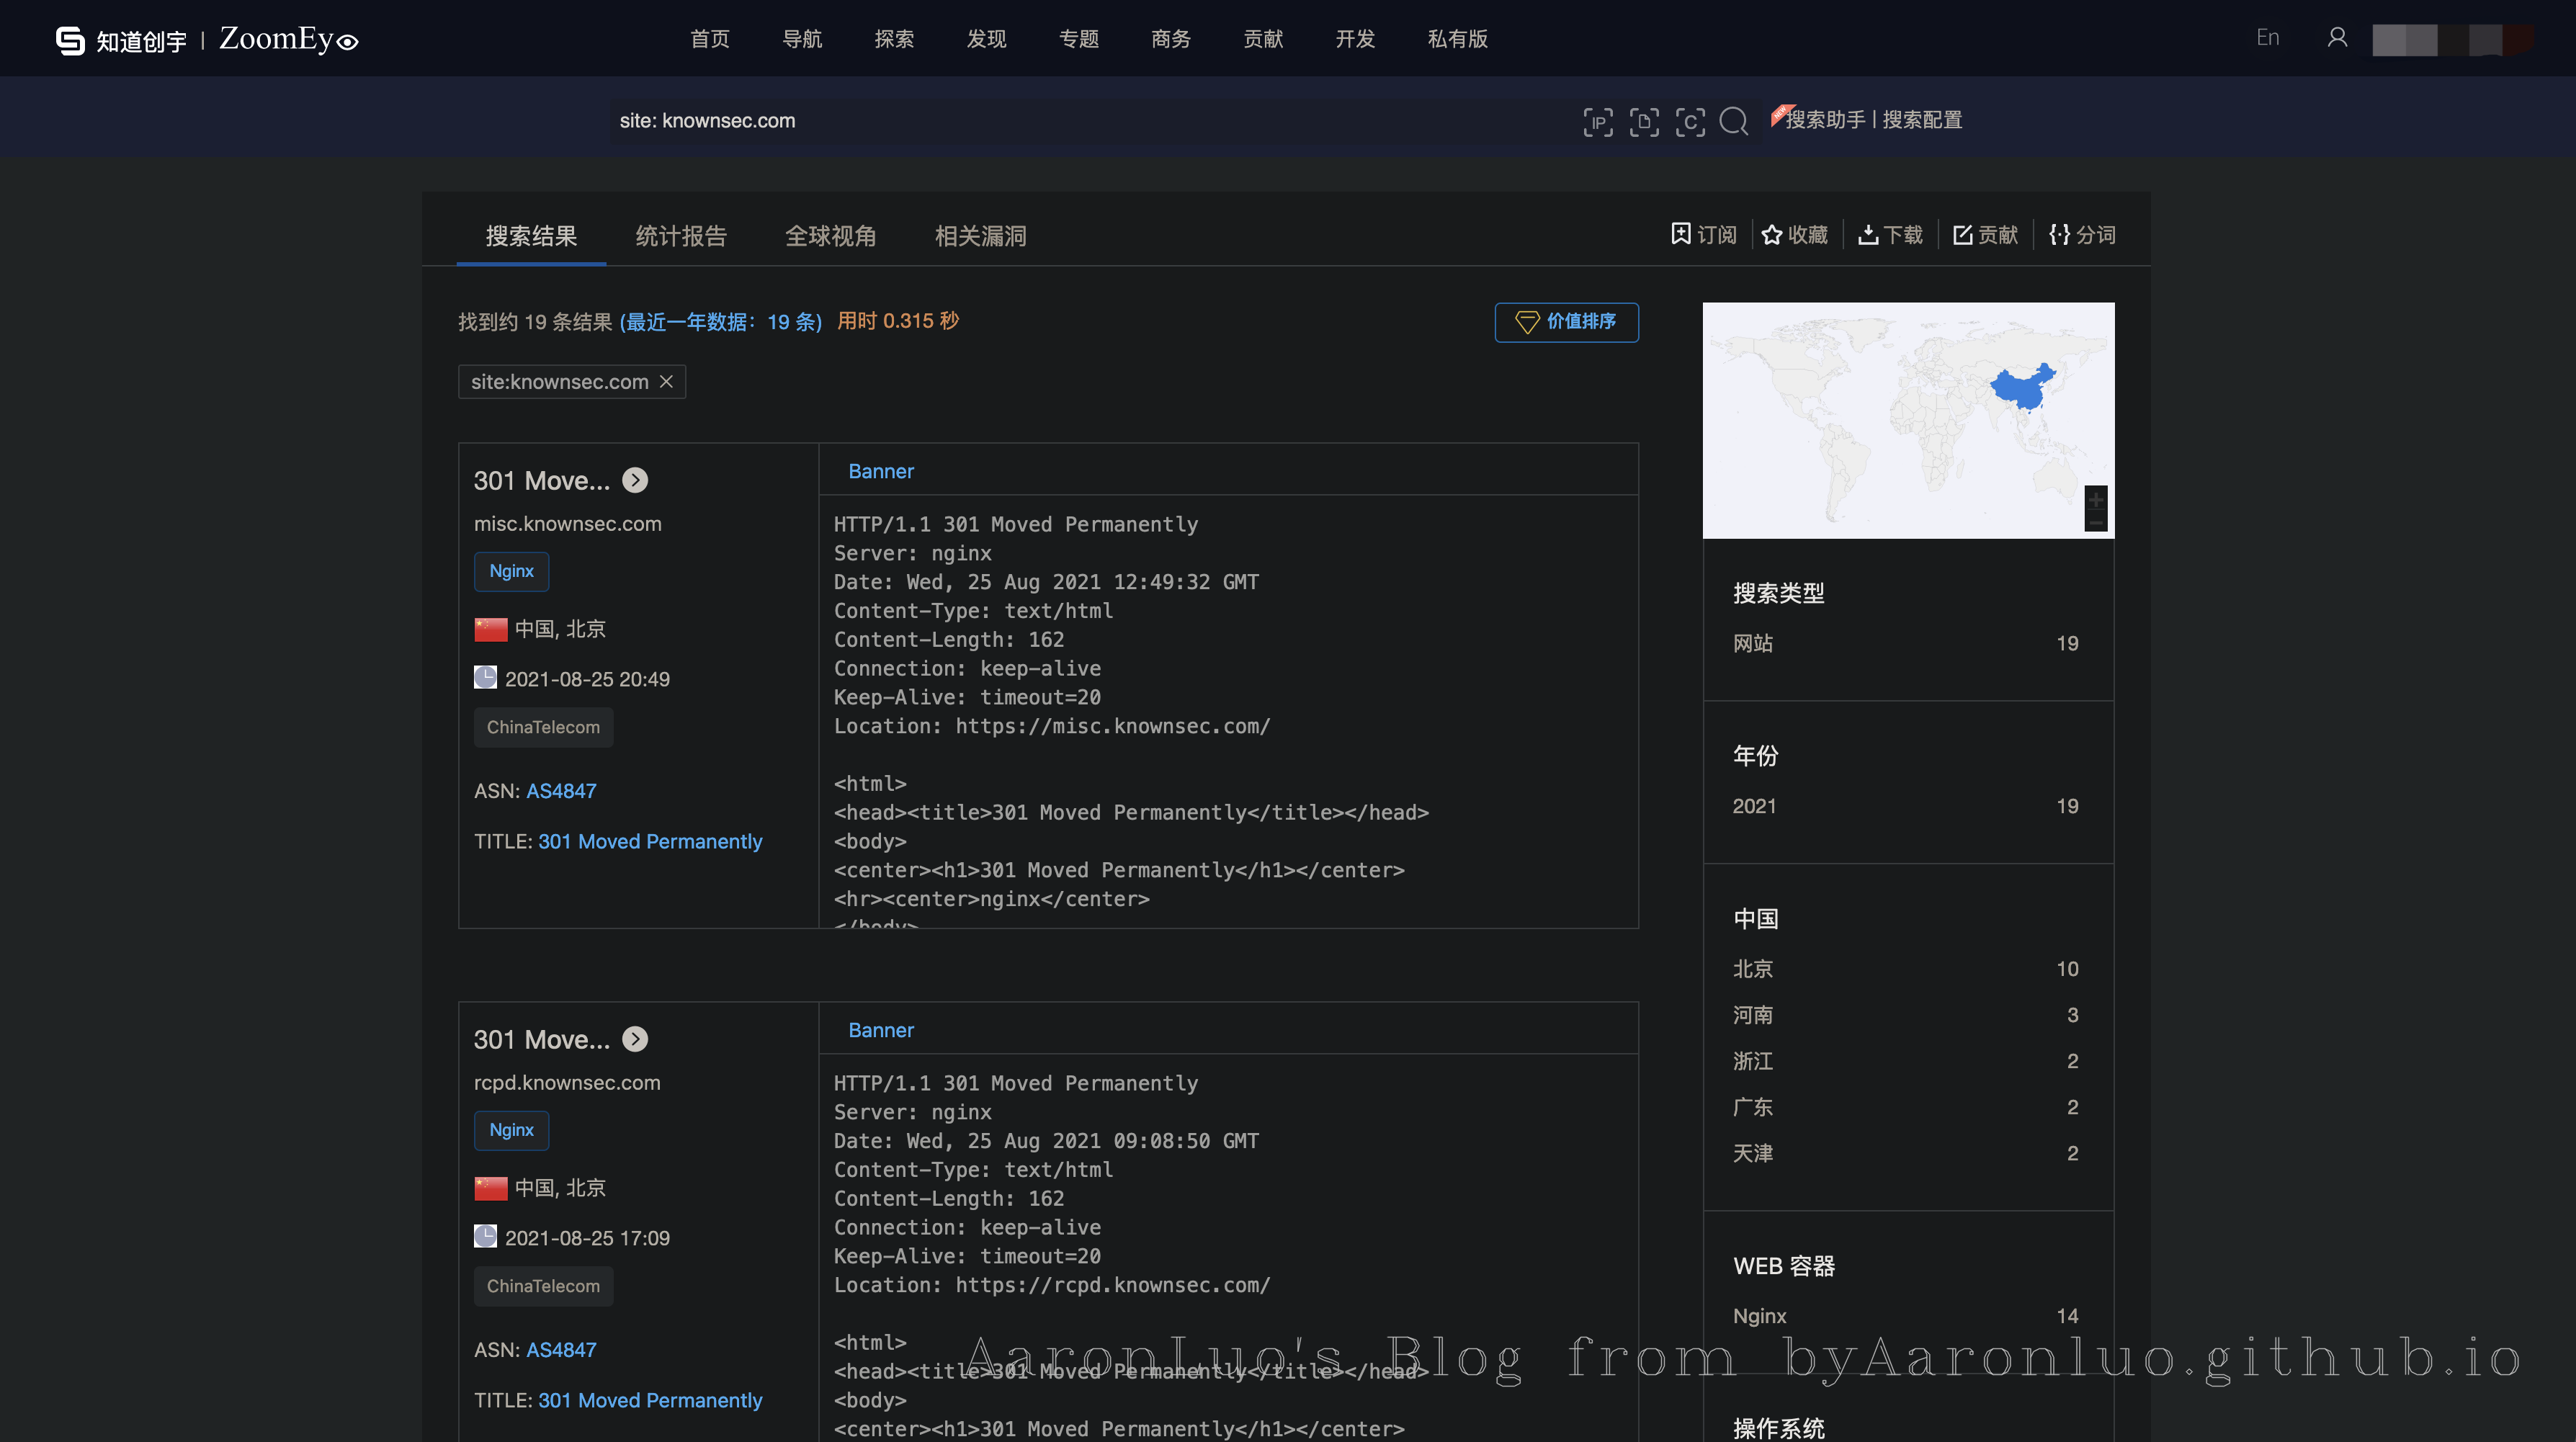 知道创宇 | ZoomEye
首页 导航 探索 发现 专题 商务 贡献 开发 私有版
En
site: knownsec.com
IP
C
NEW
搜索助手 | 搜索配置
搜索结果 统计报告 全球视角 相关漏洞
订阅 收藏 下载 贡献 分词
找到约 19 条结果 (最近一年数据：19 条) 用时 0.315 秒
价值排序
site:knownsec.com
301 Move...
misc.knownsec.com
Nginx
中国, 北京
2021-08-25 20:49
ChinaTelecom
ASN: AS4847
TITLE: 301 Moved Permanently
Banner
HTTP/1.1 301 Moved Permanently
Server: nginx
Date: Wed, 25 Aug 2021 12:49:32 GMT
Content-Type: text/html
Content-Length: 162
Connection: keep-alive
Keep-Alive: timeout=20
Location: https://misc.knownsec.com/
<html>
<head><title>301 Moved Permanently</title></head>
<body>
<center><h1>301 Moved Permanently</h1></center>
<hr><center>nginx</center>
</body>
301 Move...
rcpd.knownsec.com
Nginx
中国, 北京
2021-08-25 17:09
ChinaTelecom
ASN: AS4847
TITLE: 301 Moved Permanently
Banner
HTTP/1.1 301 Moved Permanently
Server: nginx
Date: Wed, 25 Aug 2021 09:08:50 GMT
Content-Type: text/html
Content-Length: 162
Connection: keep-alive
Keep-Alive: timeout=20
Location: https://rcpd.knownsec.com/
<html>
<head><title>301 Moved Permanently</title></head>
<body>
<center><h1>301 Moved Permanently</h1></center>
搜索类型
网站 19
年份
2021 19
中国
北京 10
河南 3
浙江 2
广东 2
天津 2
WEB 容器
Nginx 14
操作系统
AaronLuo's Blog from byAaronluo.github.io